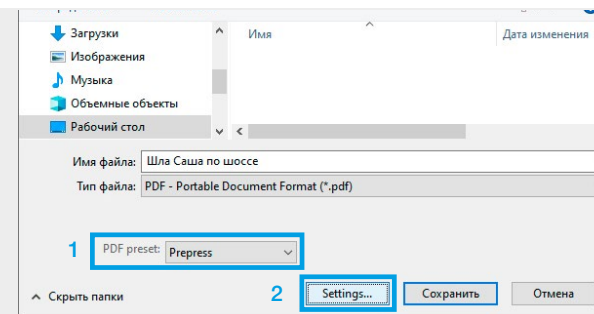 Загрузки
Имя
Дата изменения
Изображения
Музыка
Объемные объекты
Рабочий стол
Имя файла: Шла Саша по шоссе
Тип файла: PDF - Portable Document Format (*.pdf)
1 PDF preset: Prepress
Скрыть папки 2 Settings... Сохранить Отмена